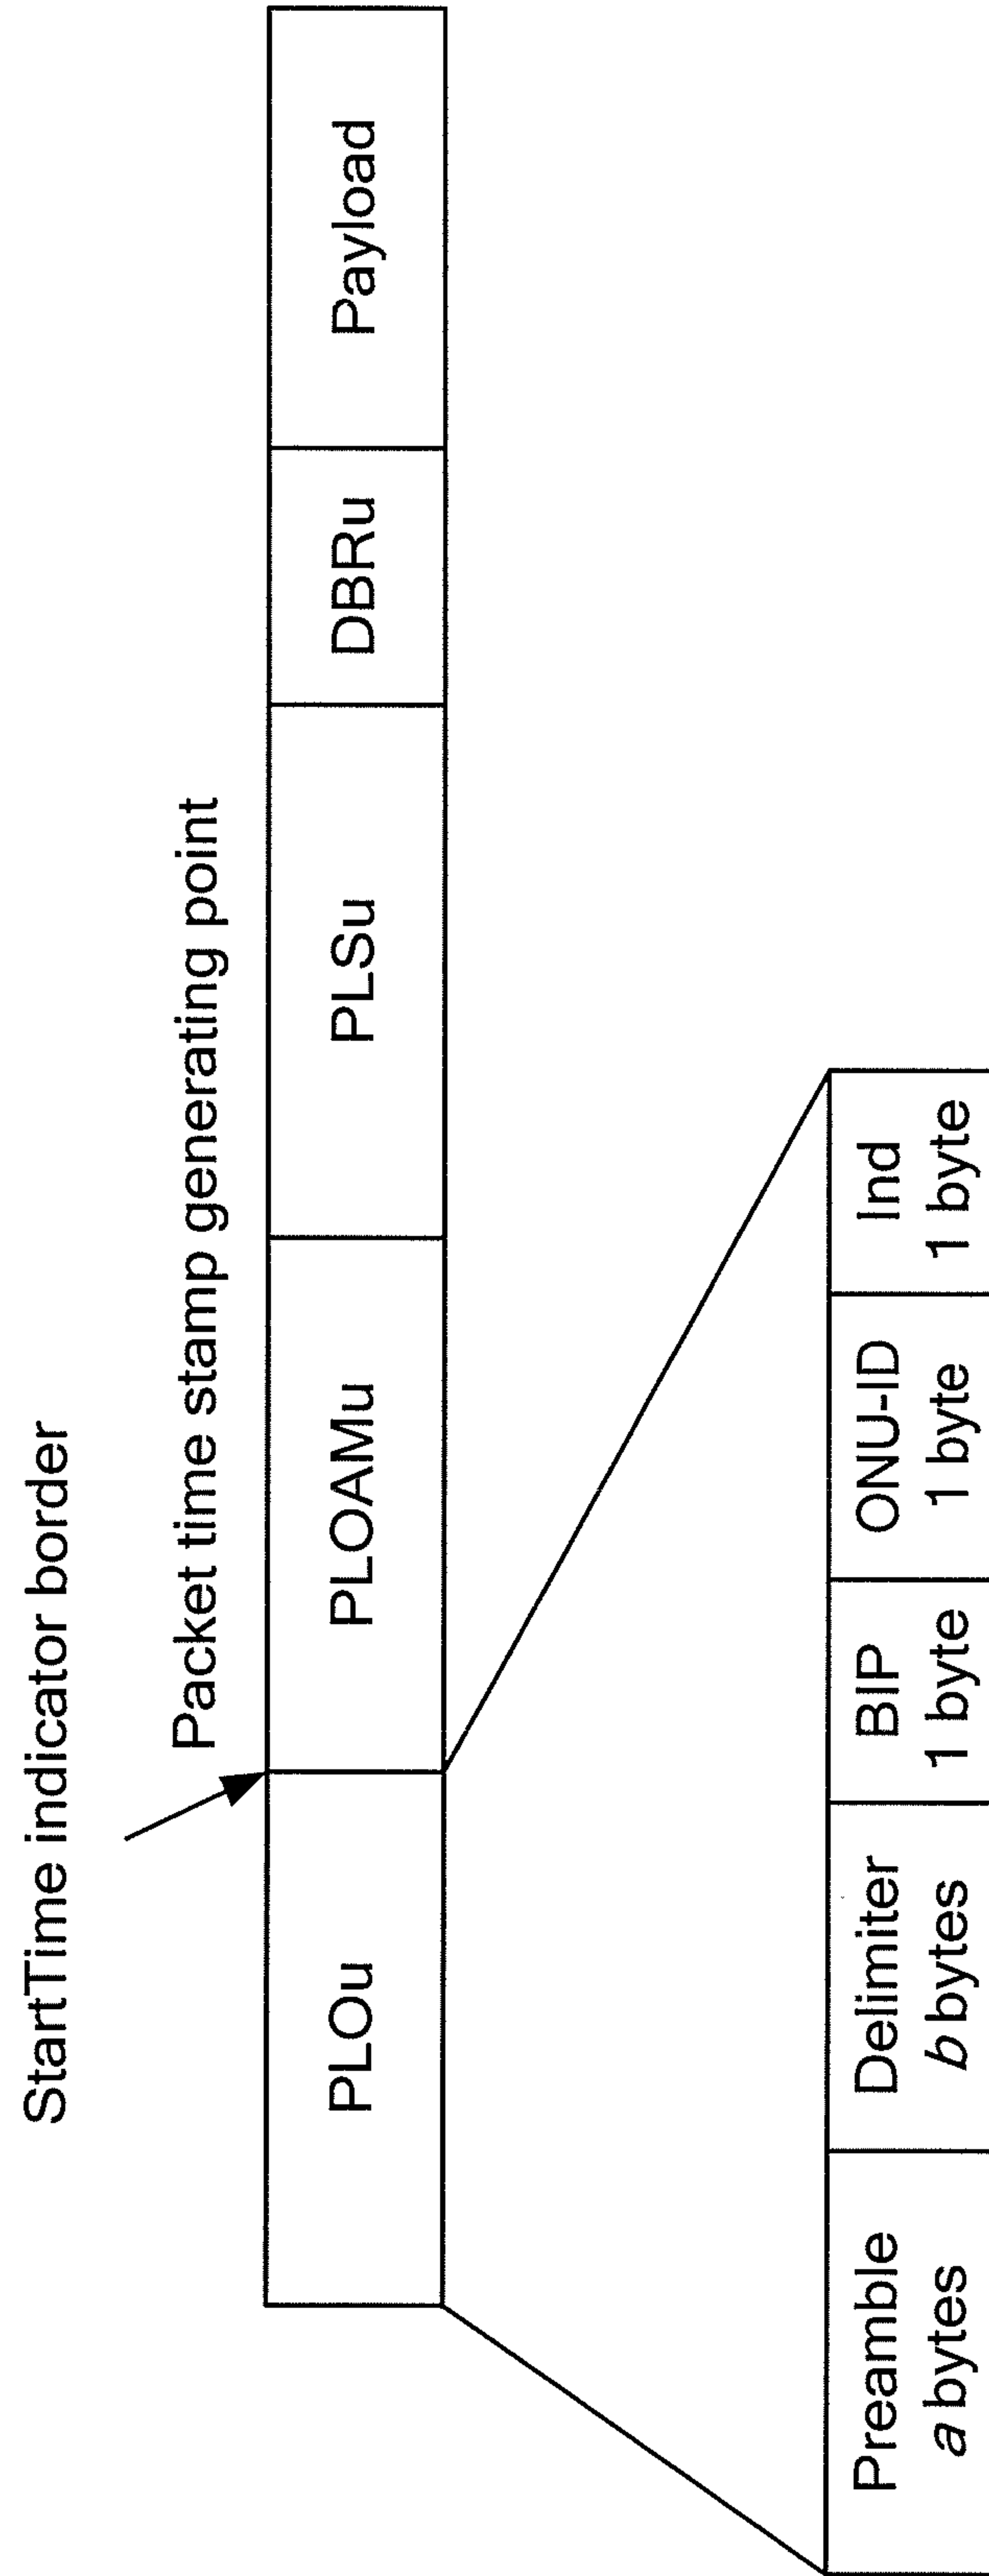 StartTime indicator border
Packet time stamp generating point
PLOu
PLOAMu
PLSu
DBRu
Payload
Preamble
a bytes
Delimiter
b bytes
BIP
1 byte
ONU-ID
1 byte
Ind
1 byte